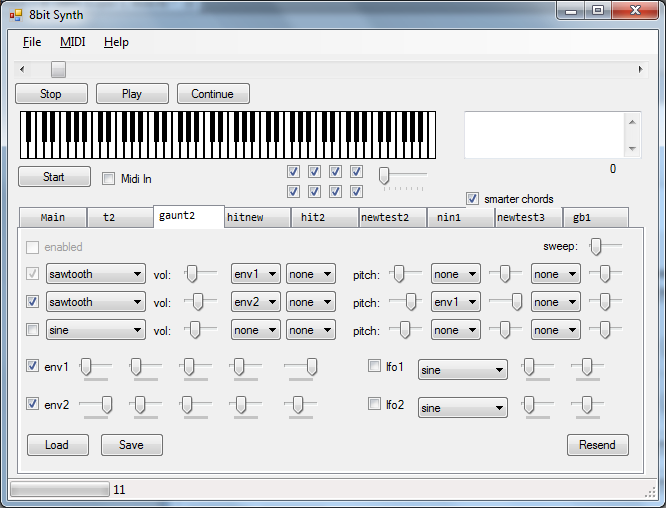 8bit Synth
File MIDI Help
Stop Play Continue
0
Start Midi In
smarter chords
Main t2 gaunt2 hitnew hit2 newtest2 nin1 newtest3 gb1
enabled sweep:
sawtooth vol: env1 none pitch: none none
sawtooth vol: env2 none pitch: env1 none
sine vol: none none pitch: none none
env1 lfo1 sine
env2 lfo2 sine
Load Save Resend
11